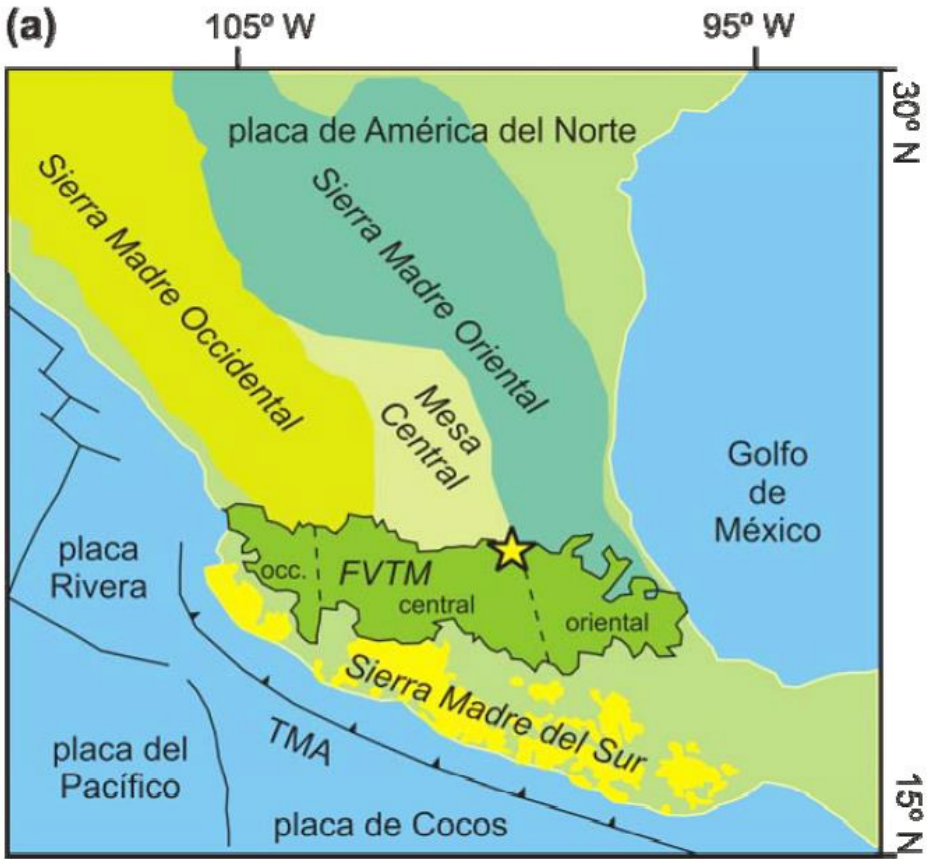 (a)
105º W
95º W
30º N
placa de América del Norte
Sierra Madre Occidental
Sierra Madre Oriental
Mesa
Central
Golfo
de
México
placa
Rivera
occ.
FVTM
central
oriental
Sierra Madre del Sur
TMA
placa del
Pacífico
placa de Cocos
15º N